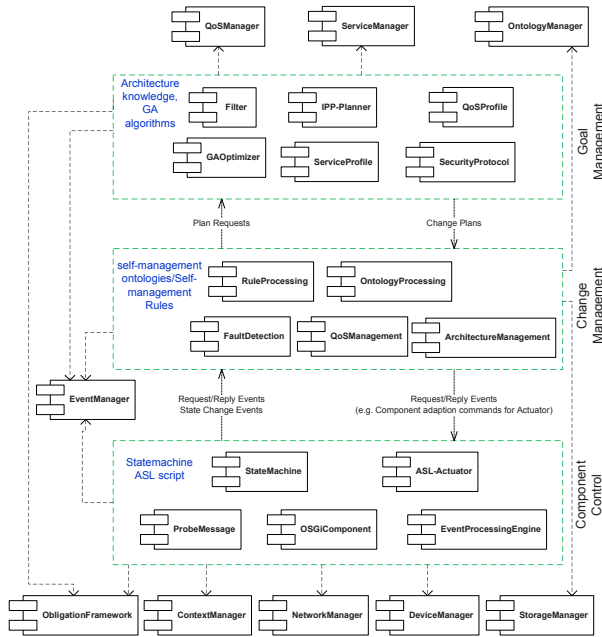 QoSManager
ServiceManager
OntologyManager
Architecture
knowledge,
GA
algorithms
Filter
IPP-Planner
QoSProfile
GAOptimizer
ServiceProfile
SecurityProtocol
Goal
Management
Plan Requests
Change Plans
self-management
ontologies/Self-
management
Rules
RuleProcessing
OntologyProcessing
FaultDetection
QoSManagement
ArchitectureManagement
Change
Management
EventManager
Request/Reply Events
State Change Events
Request/Reply Events
(e.g. Component adaption commands for Actuator)
Statemachine
ASL script
StateMachine
ASL-Actuator
ProbeMessage
OSGiComponent
EventProcessingEngine
Component
Control
ObligationFramework
ContextManager
NetworkManager
DeviceManager
StorageManager